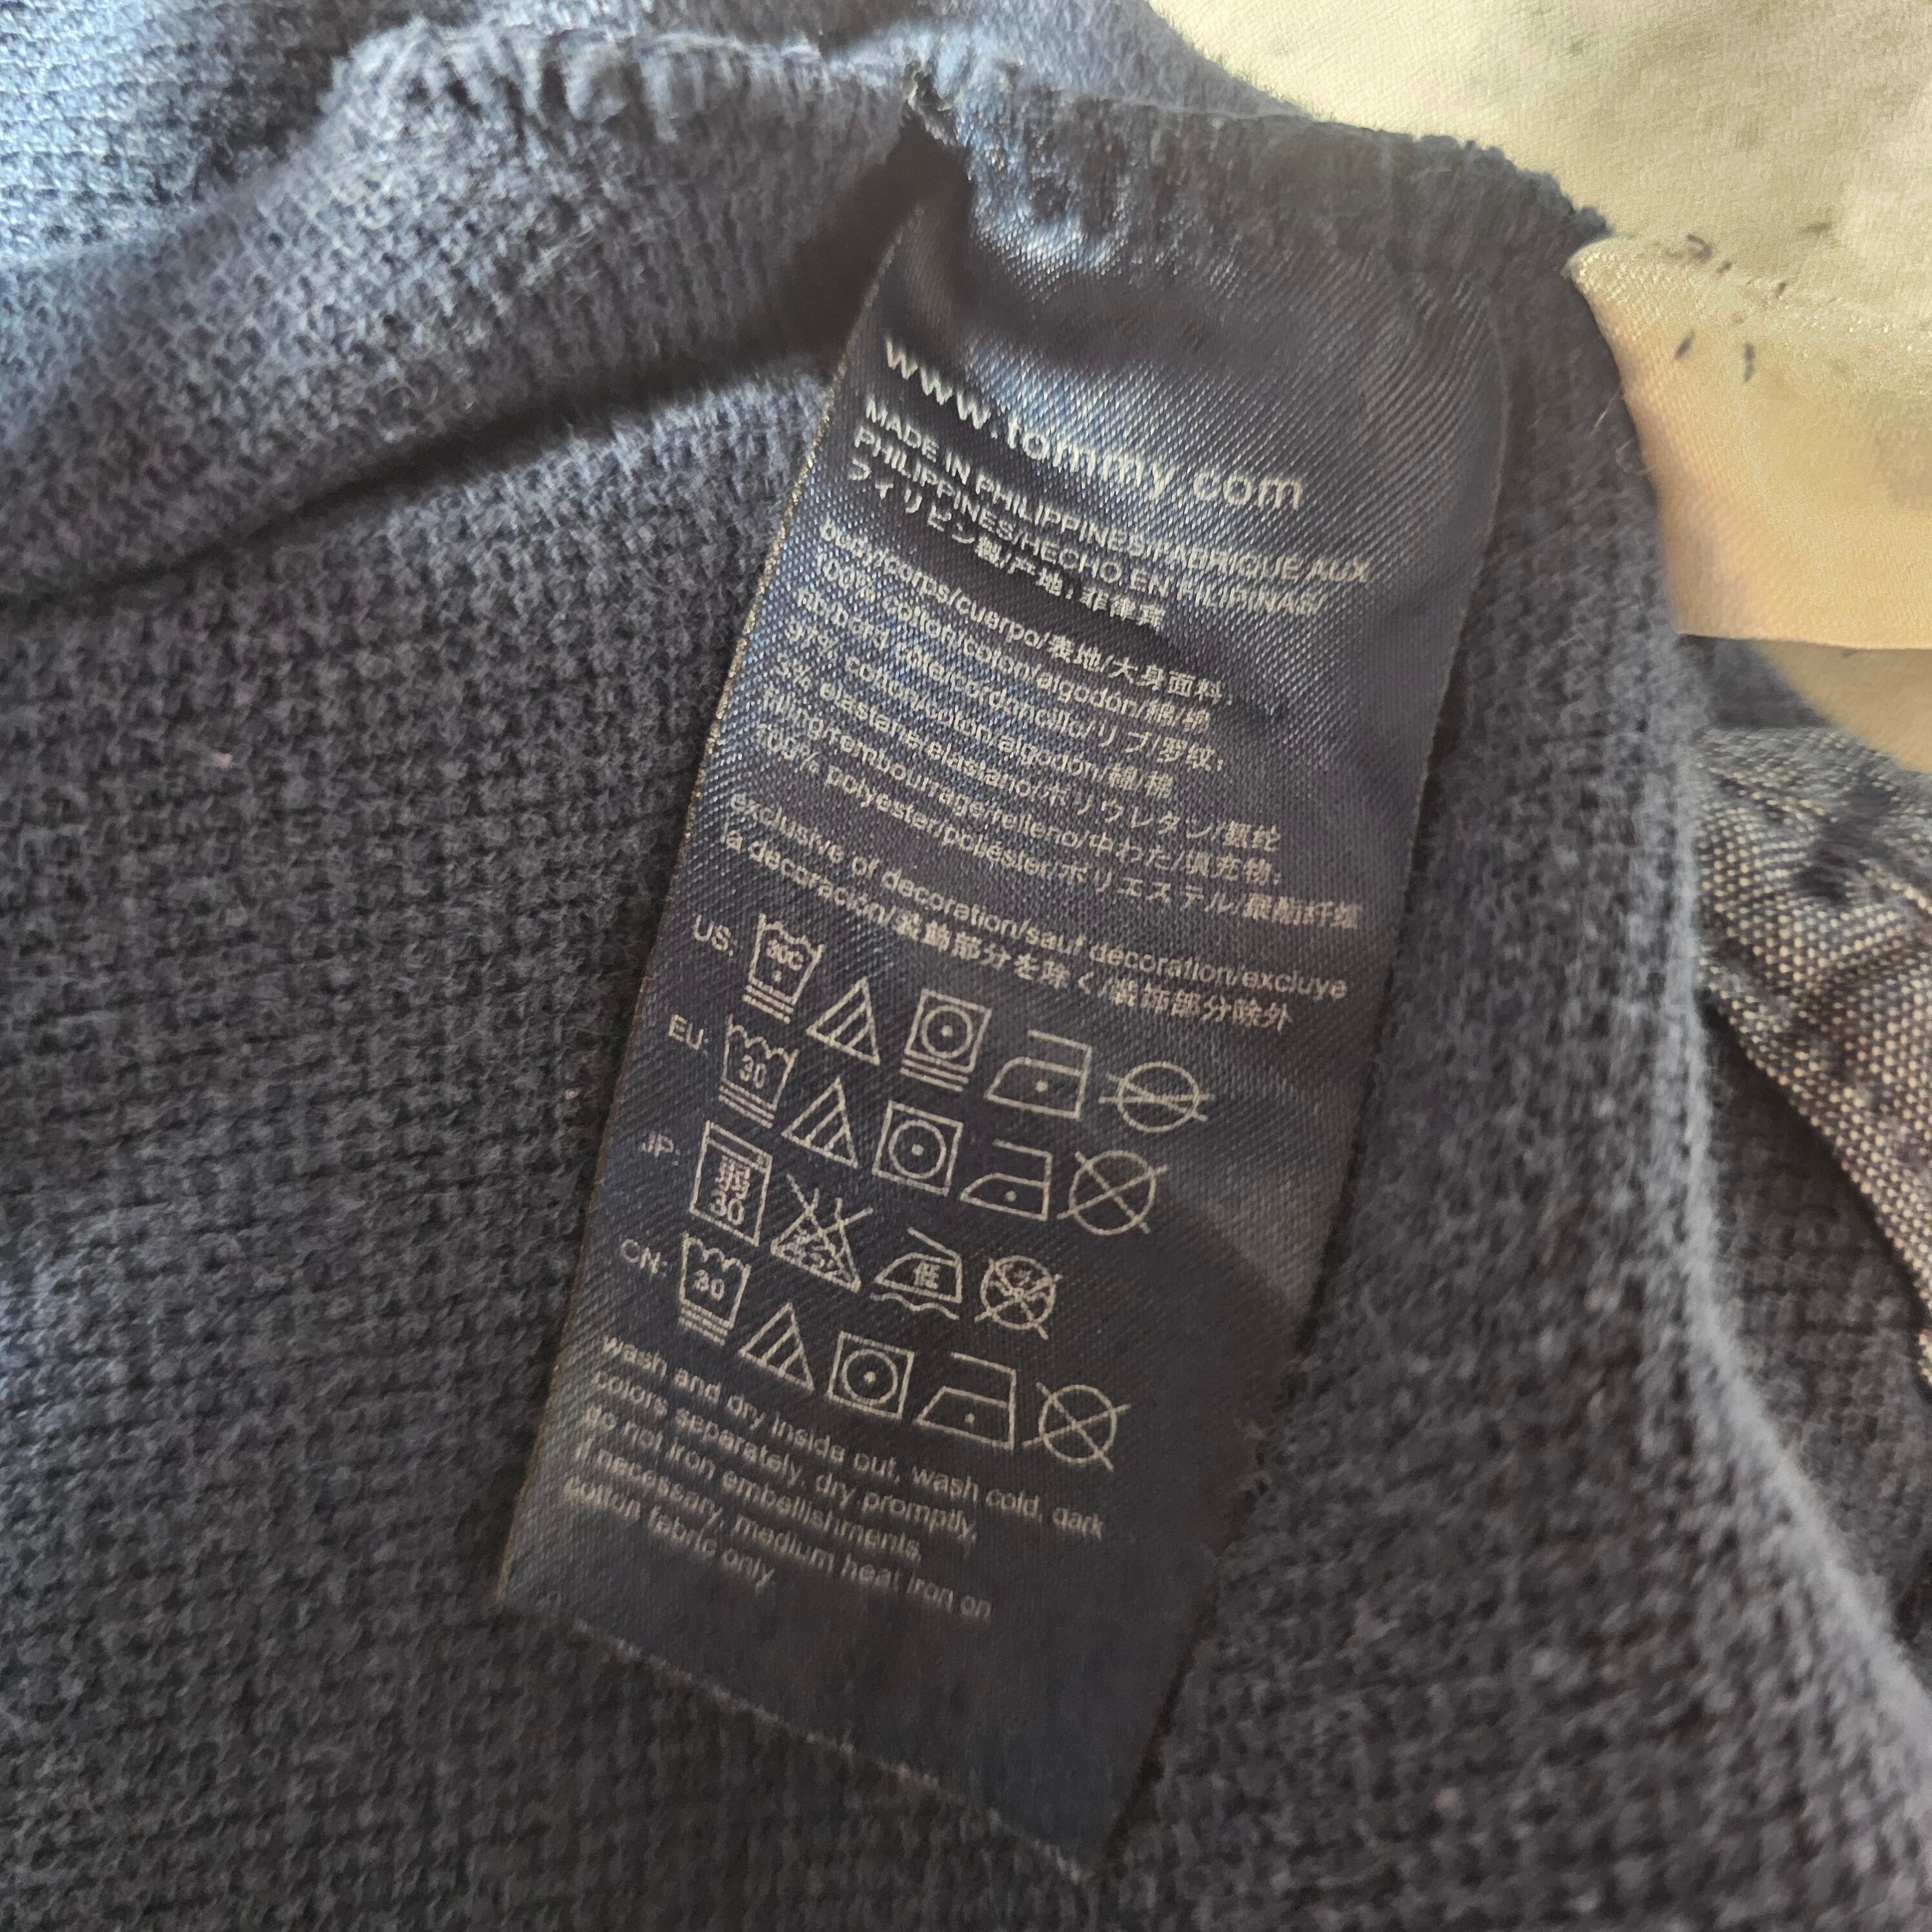 www.tommy.com
MADE IN PHILIPPINES/FABRIQUÉ AUX
PHILIPPINES/HECHO EN FILIPINAS/
フィリピン製/产地: 菲律宾
body/corps/cuerpo/表地/大身面料:
100% cotton/coton/algodón/綿/棉
rib/bord côte/cordoncillo/リブ/罗纹:
97% cotton/coton/algodón/綿/棉
3% elastane/elastano/ポリウレタン/氨纶
filling/rembourrage/relleno/中わた/填充物:
100% polyester/poliéster/ポリエステル/聚酯纤维
exclusive of decoration/sauf decoration/excluye
la decoración/装飾部分を除く/装饰部分除外
US: 30C
EU: 30
JP: 弱 30 低
CN: 30
wash and dry inside out, wash cold, dark
colors separately, dry promptly,
do not iron embellishments,
if necessary, medium heat iron on
cotton fabric only.